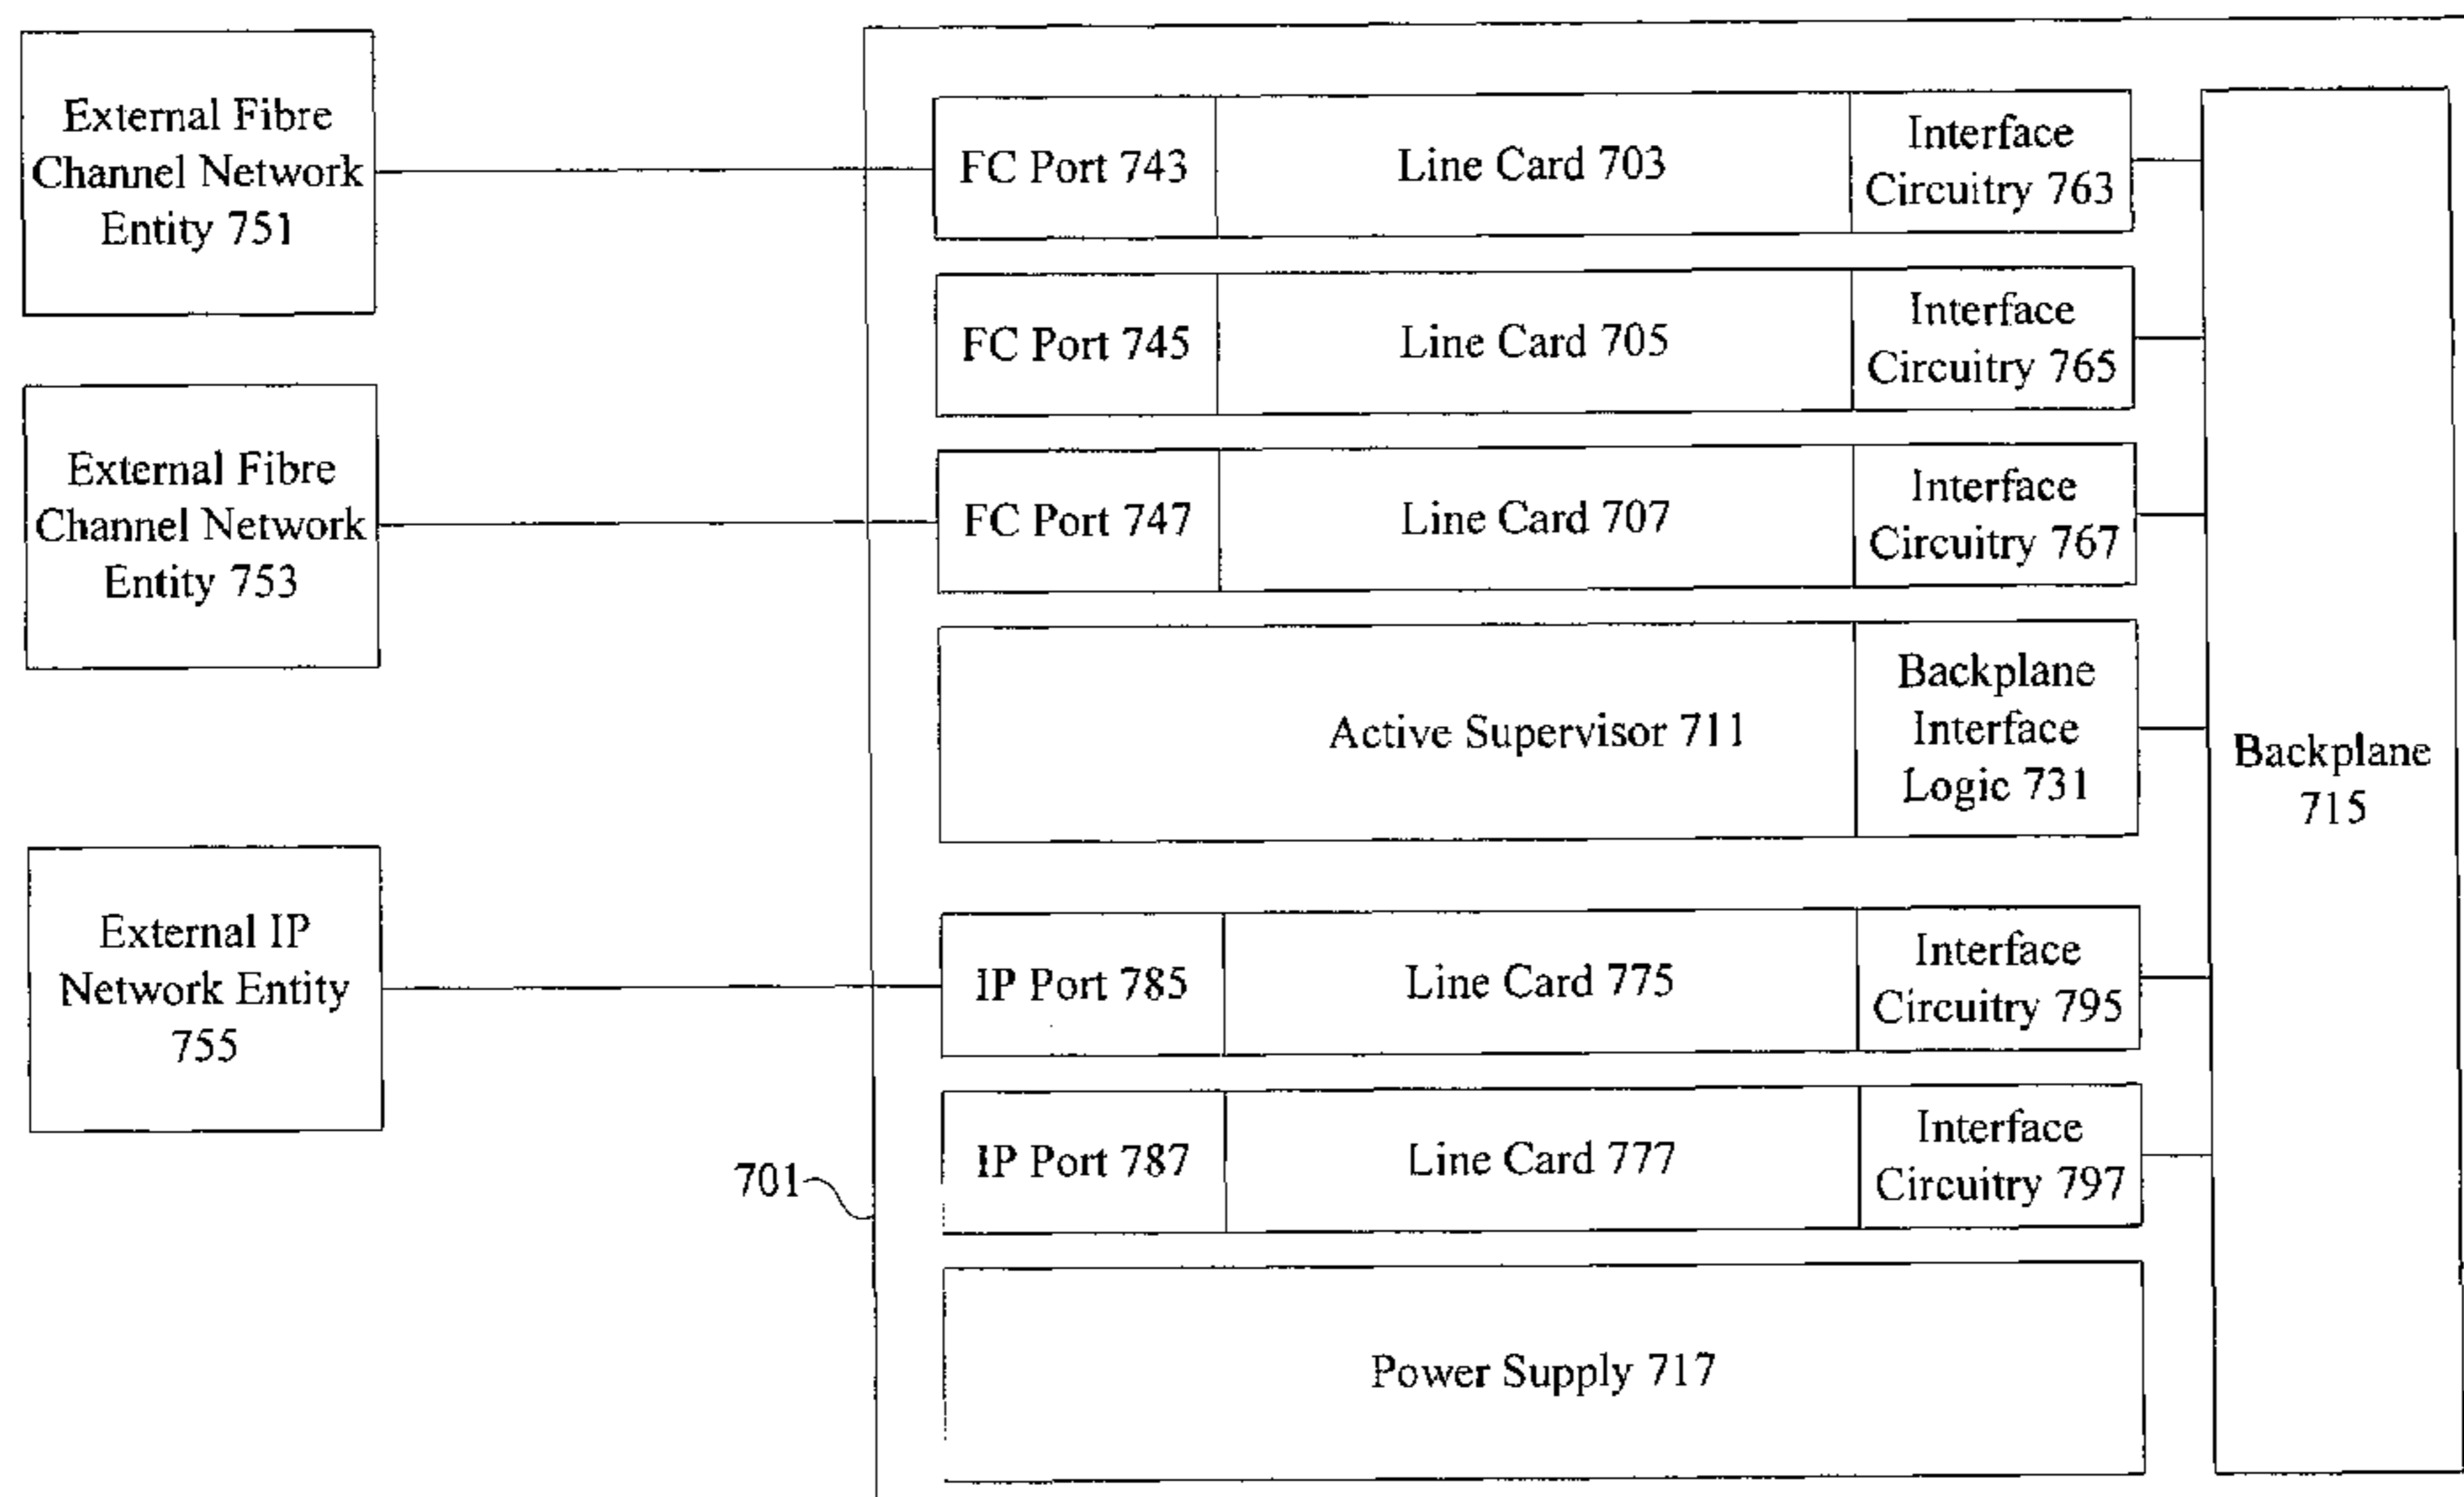 External Fibre
Channel Network
Entity 751
FC Port 743
Line Card 703
Interface
Circuitry 763
FC Port 745
Line Card 705
Interface
Circuitry 765
External Fibre
Channel Network
Entity 753
FC Port 747
Line Card 707
Interface
Circuitry 767
Active Supervisor 711
Backplane
Interface
Logic 731
Backplane
715
External IP
Network Entity
755
IP Port 785
Line Card 775
Interface
Circuitry 795
701
IP Port 787
Line Card 777
Interface
Circuitry 797
Power Supply 717